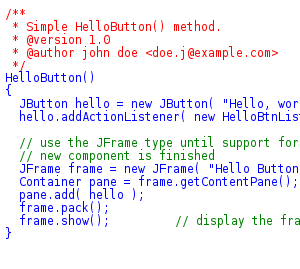 /**
 * Simple HelloButton() method.
 * @version 1.0
 * @author john doe <doe.j@example.com>
 */
HelloButton()
{
  JButton hello = new JButton( "Hello, wor
  hello.addActionListener( new HelloBtnList

  // use the JFrame type until support for
  // new component is finished
  JFrame frame = new JFrame( "Hello Button
  Container pane = frame.getContentPane();
  pane.add( hello );
  frame.pack();
  frame.show();         // display the fra
}